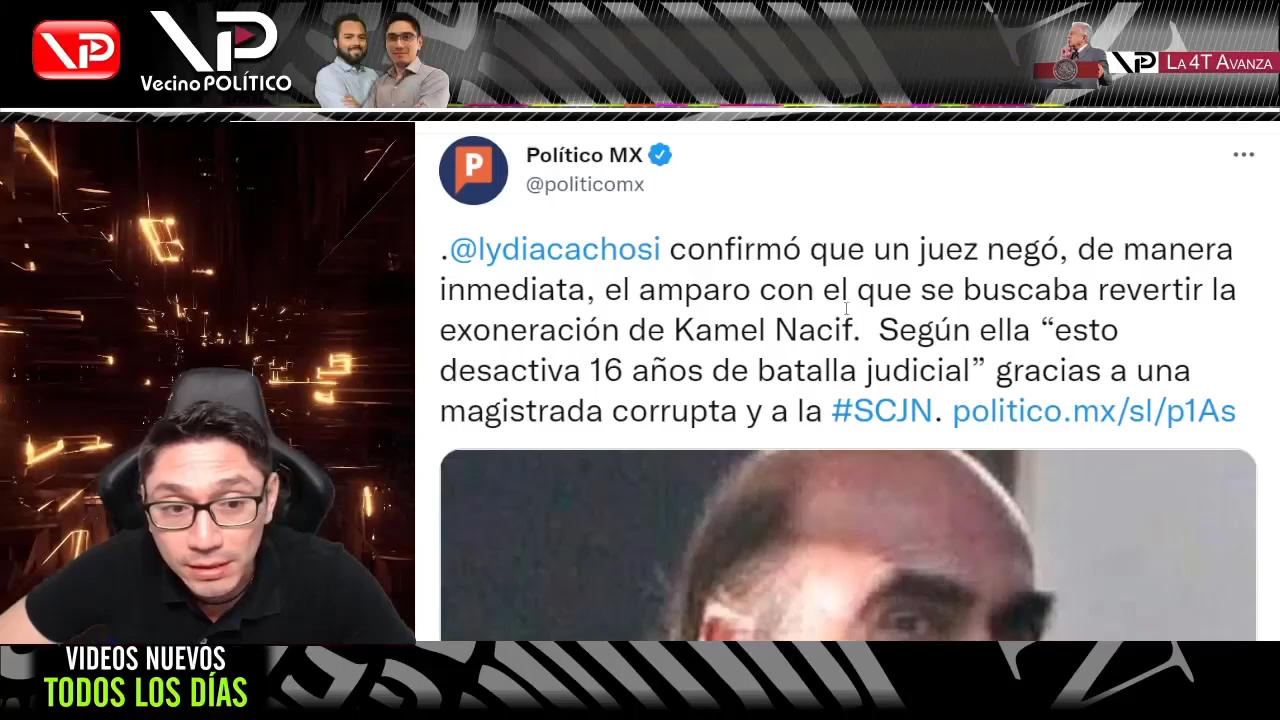 VP
VP
Vecino POLÍTICO
VP LA 4T AVANZA
Político MX
@politicomx
.@lydiacachosi confirmó que un juez negó, de manera
inmediata, el amparo con el que se buscaba revertir la
exoneración de Kamel Nacif. Según ella “esto
desactiva 16 años de batalla judicial” gracias a una
magistrada corrupta y a la #SCJN. politico.mx/sl/p1As
VIDEOS NUEVOS
TODOS LOS DÍAS